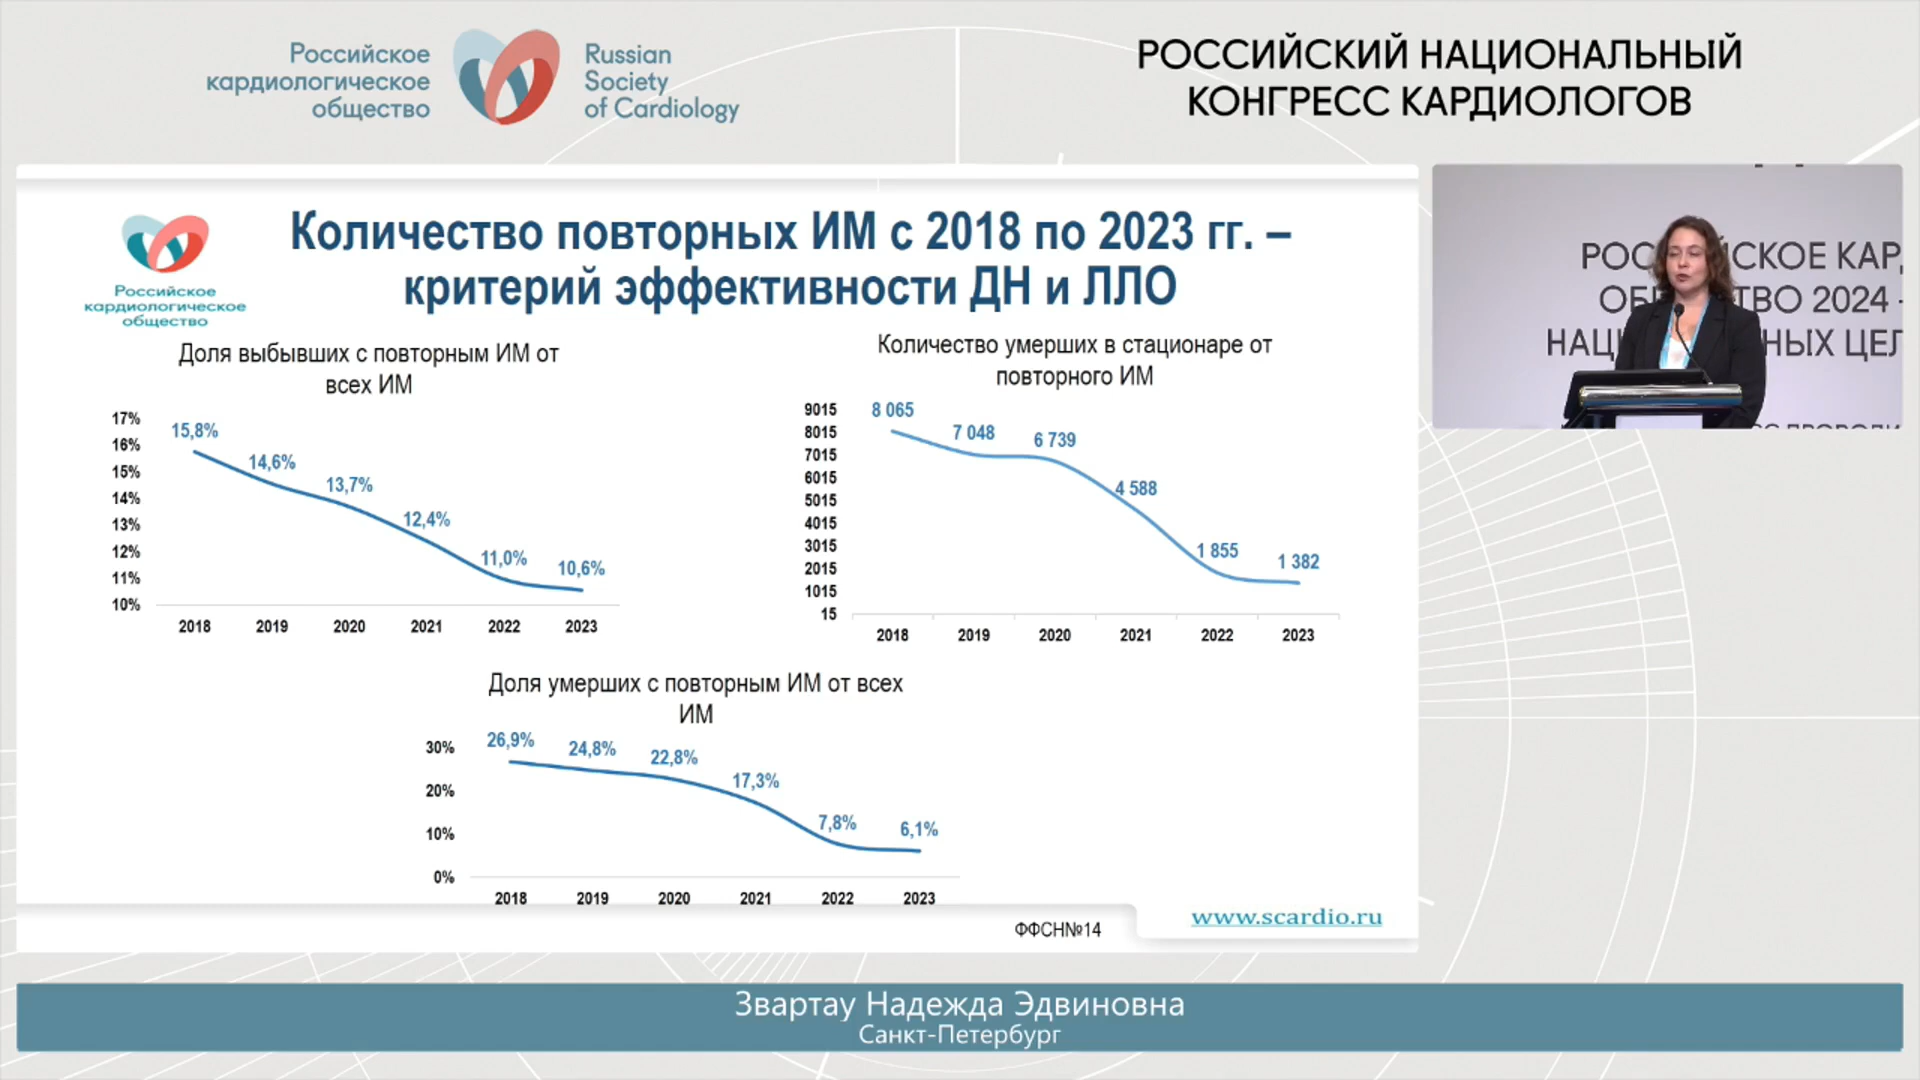 Российское
кардиологическое
общество
Russian
Society
of Cardiology
РОССИЙСКИЙ НАЦИОНАЛЬНЫЙ
КОНГРЕСС КАРДИОЛОГОВ
Российское
кардиологическое
общество
Количество повторных ИМ с 2018 по 2023 гг. –
критерий эффективности ДН и ЛЛО
Доля выбывших с повторным ИМ от
всех ИМ
17%
16%
15%
14%
13%
12%
11%
10%
15,8%
14,6%
13,7%
12,4%
11,0%
10,6%
2018 2019 2020 2021 2022 2023
Количество умерших в стационаре от
повторного ИМ
9015
8015
7015
6015
5015
4015
3015
2015
1015
15
8 065
7 048
6 739
4 588
1 855
1 382
2018 2019 2020 2021 2022 2023
Доля умерших с повторным ИМ от всех
ИМ
30%
20%
10%
0%
26,9%
24,8%
22,8%
17,3%
7,8%
6,1%
2018 2019 2020 2021 2022 2023
ФФСН№14
www.scardio.ru
2024
Звартау Надежда Эдвиновна
Санкт-Петербург